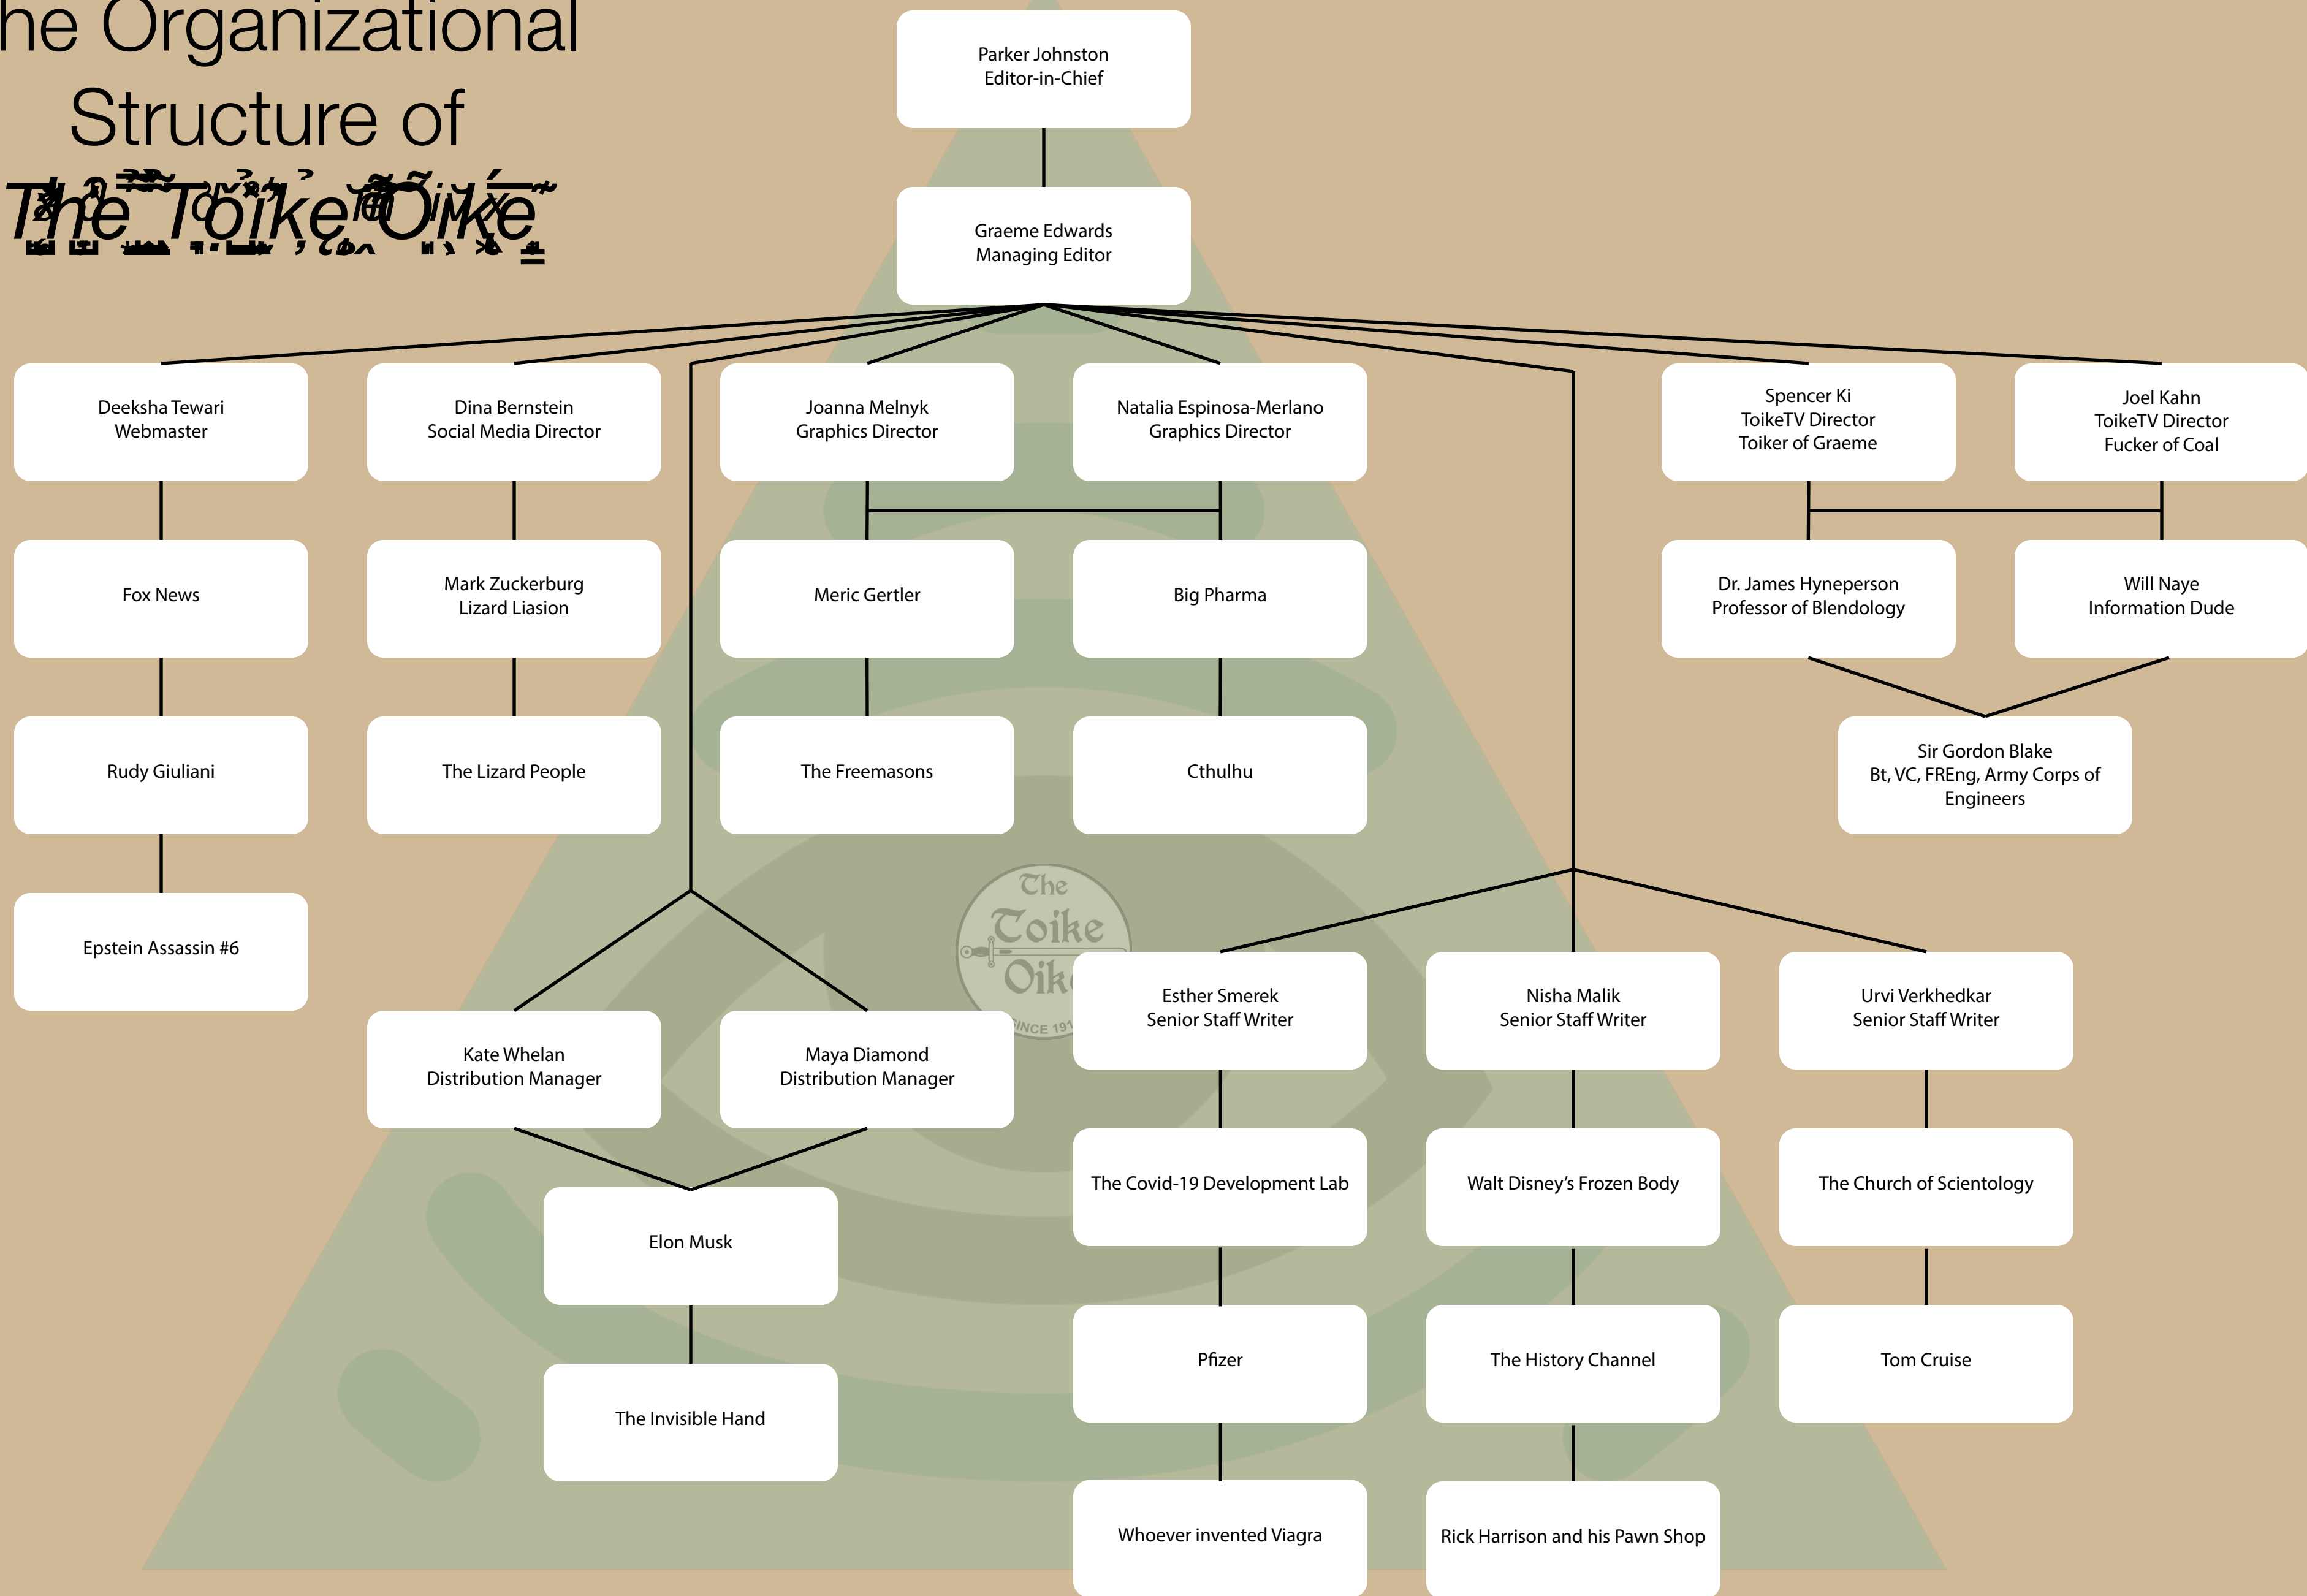 he Organizational
Structure of
The Toike Oike
Parker Johnston
Editor-in-Chief
Graeme Edwards
Managing Editor
Deeksha Tewari
Webmaster
Dina Bernstein
Social Media Director
Joanna Melnyk
Graphics Director
Natalia Espinosa-Merlano
Graphics Director
Spencer Ki
ToikeTV Director
Toiker of Graeme
Joel Kahn
ToikeTV Director
Fucker of Coal
Fox News
Mark Zuckerburg
Lizard Liasion
Meric Gertler
Big Pharma
Dr. James Hyneperson
Professor of Blendology
Will Naye
Information Dude
Rudy Giuliani
The Lizard People
The Freemasons
Cthulhu
Sir Gordon Blake
Bt, VC, FREng, Army Corps of
Engineers
Epstein Assassin #6
The
Toike
Oike
SINCE 191
Esther Smerek
Senior Staff Writer
Nisha Malik
Senior Staff Writer
Urvi Verkhedkar
Senior Staff Writer
Kate Whelan
Distribution Manager
Maya Diamond
Distribution Manager
The Covid-19 Development Lab
Walt Disney’s Frozen Body
The Church of Scientology
Elon Musk
Pfizer
The History Channel
Tom Cruise
The Invisible Hand
Whoever invented Viagra
Rick Harrison and his Pawn Shop